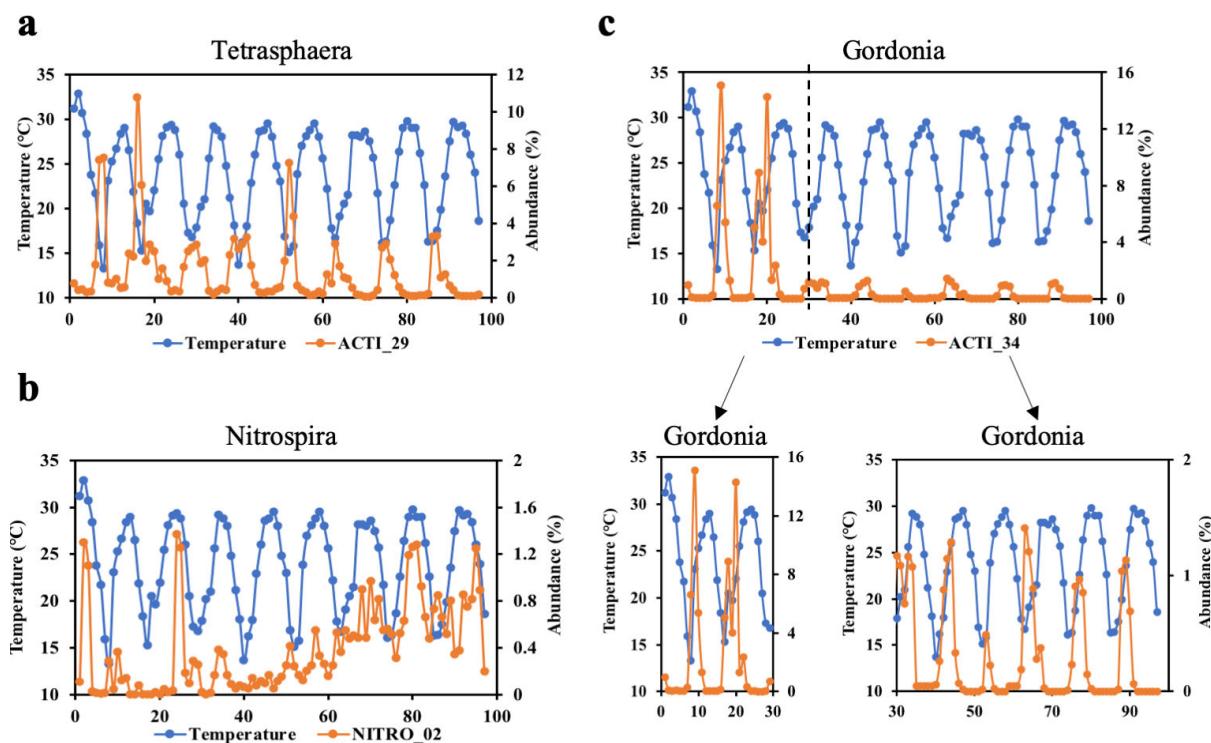 a
Tetrasphaera
35
30
25
20
15
10
Temperature (°C)
12
10
8
6
4
2
0
Abundance (%)
0 20 40 60 80 100
Temperature ACTI_29
b
Nitrospira
35
30
25
20
15
10
Temperature (°C)
2
1.6
1.2
0.8
0.4
0
Abundance (%)
0 20 40 60 80 100
Temperature NITRO_02
c
Gordonia
35
30
25
20
15
10
Temperature (°C)
16
12
8
4
0
Abundance (%)
0 20 40 60 80 100
Temperature ACTI_34
Gordonia
35
30
25
20
15
10
Temperature (°C)
16
12
8
4
0
0 10 20 30
Gordonia
35
30
25
20
15
10
Temperature (°C)
2
1
0
Abundance (%)
30 50 70 90